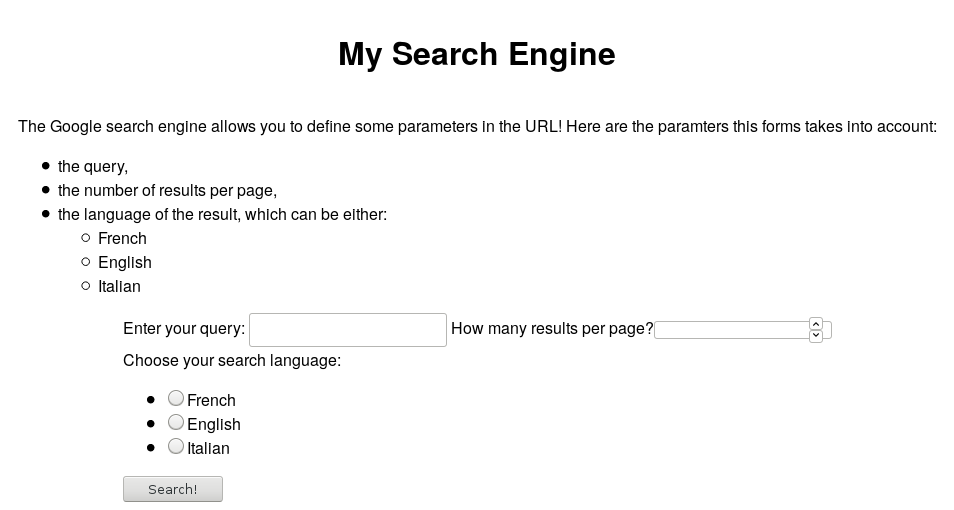 My Search Engine
The Google search engine allows you to define some parameters in the URL! Here are the paramters this forms takes into account:
the query,
the number of results per page,
the language of the result, which can be either:
French
English
Italian
Enter your query: How many results per page?
Choose your search language:
French
English
Italian
Search!